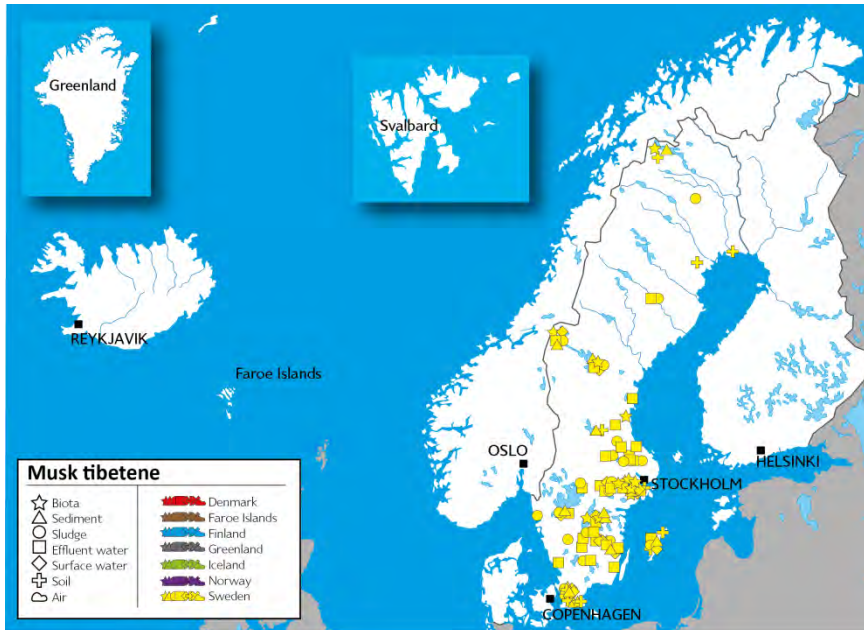 Greenland
Svalbard
REYKJAVIK
Faroe Islands
OSLO
HELSINKI
STOCKHOLM
COPENHAGEN
Musk tibetene
Biota
Sediment
Sludge
Effluent water
Surface water
Soil
Air
Denmark
Faroe Islands
Finland
Greenland
Iceland
Norway
Sweden